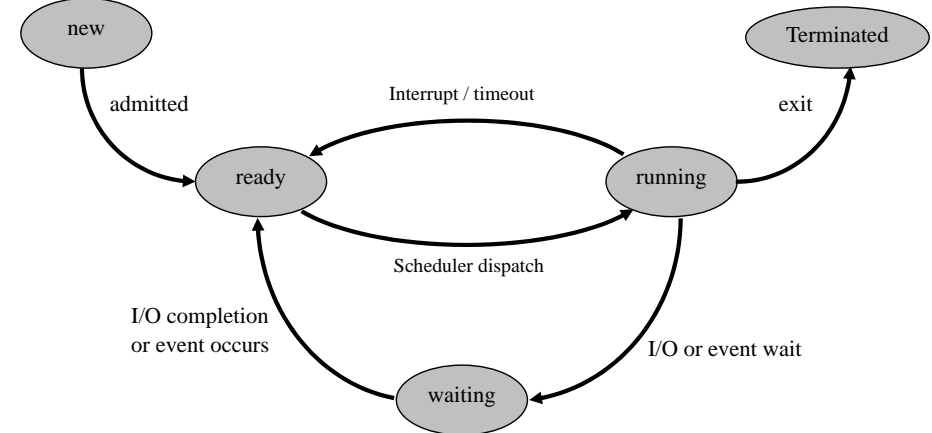 new
Terminated
admitted
Interrupt / timeout
exit
ready
running
Scheduler dispatch
I/O completion
or event occurs
I/O or event wait
waiting